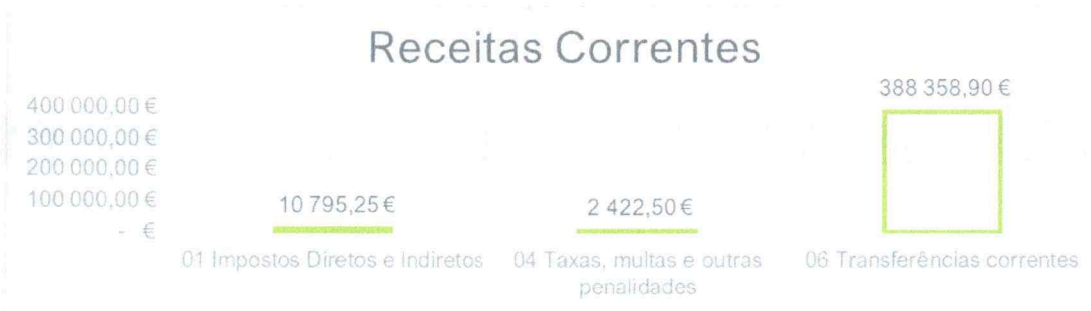 Receitas Correntes
388 358,90 €
400 000,00 €
300 000,00 €
200 000,00 €
100 000,00 €
- €
10 795,25 €
2 422,50 €
01 Impostos Diretos e Indiretos
04 Taxas, multas e outras
penalidades
06 Transferências correntes